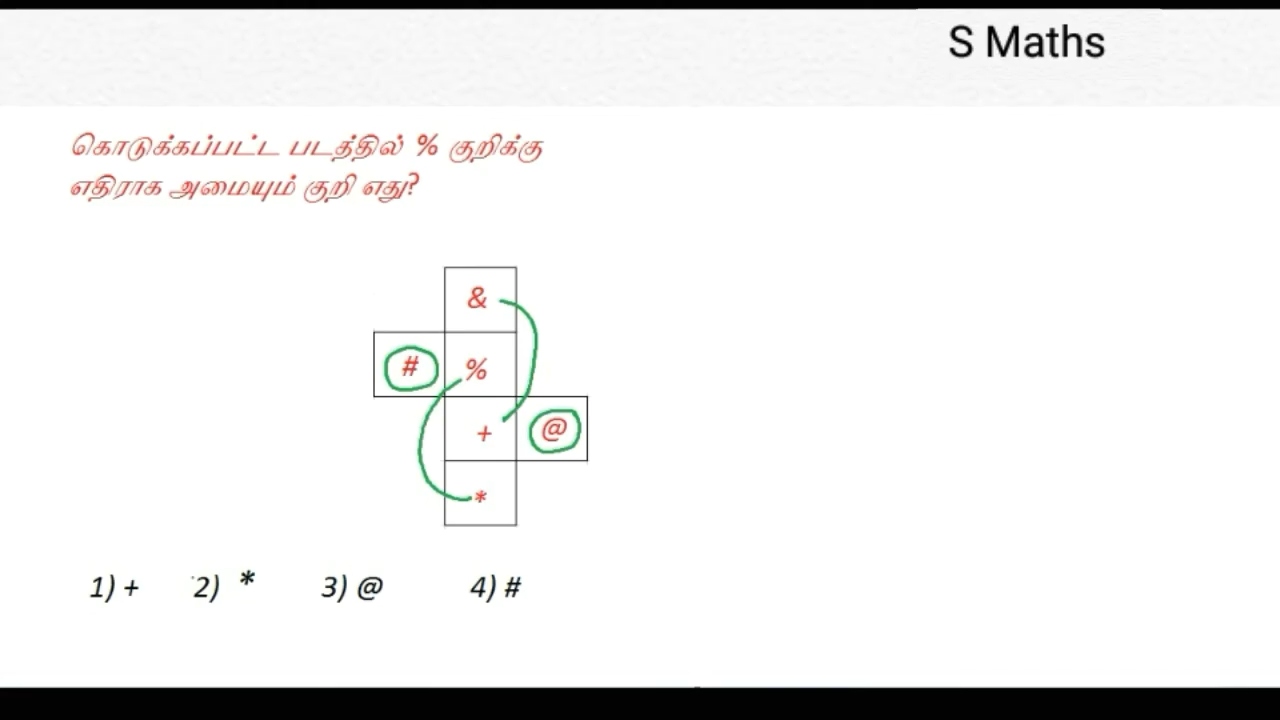 S Maths
கொடுக்கப்பட்ட படத்தில் % குறிக்கு
எதிராக அமையும் குறி எது?
&
# %
+ @
*
1) + 2) * 3) @ 4) #